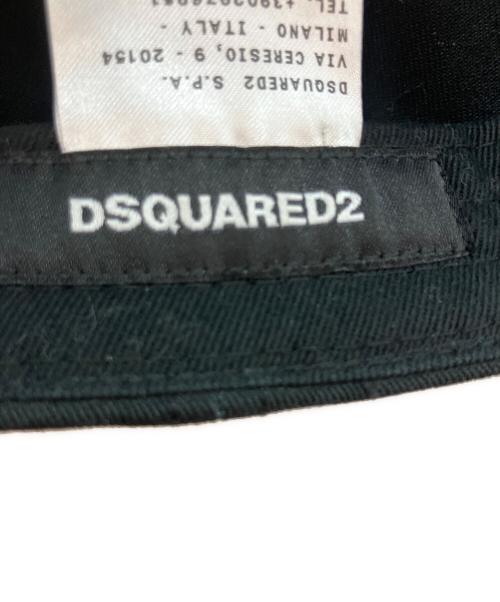 DSQUARED2
DSQUARED2 S.P.A.
VIA CERESIO, 9 - 20154
MILANO - ITALY -